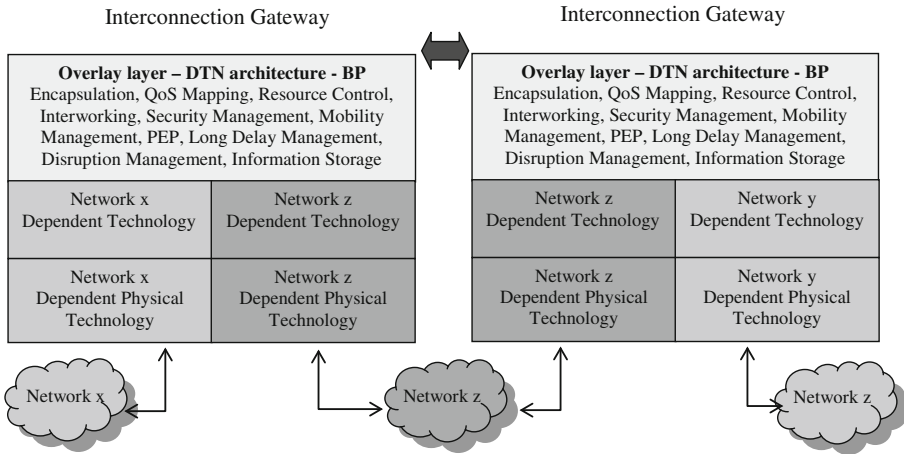 Interconnection Gateway
Overlay layer – DTN architecture - BP
Encapsulation, QoS Mapping, Resource Control,
Interworking, Security Management, Mobility
Management, PEP, Long Delay Management,
Disruption Management, Information Storage
Network x
Dependent Technology
Network z
Dependent Technology
Network x
Dependent Physical
Technology
Network z
Dependent Physical
Technology
Interconnection Gateway
Overlay layer – DTN architecture - BP
Encapsulation, QoS Mapping, Resource Control,
Interworking, Security Management, Mobility
Management, PEP, Long Delay Management,
Disruption Management, Information Storage
Network z
Dependent Technology
Network y
Dependent Technology
Network z
Dependent Physical
Technology
Network y
Dependent Physical
Technology
Network x
Network z
Network z